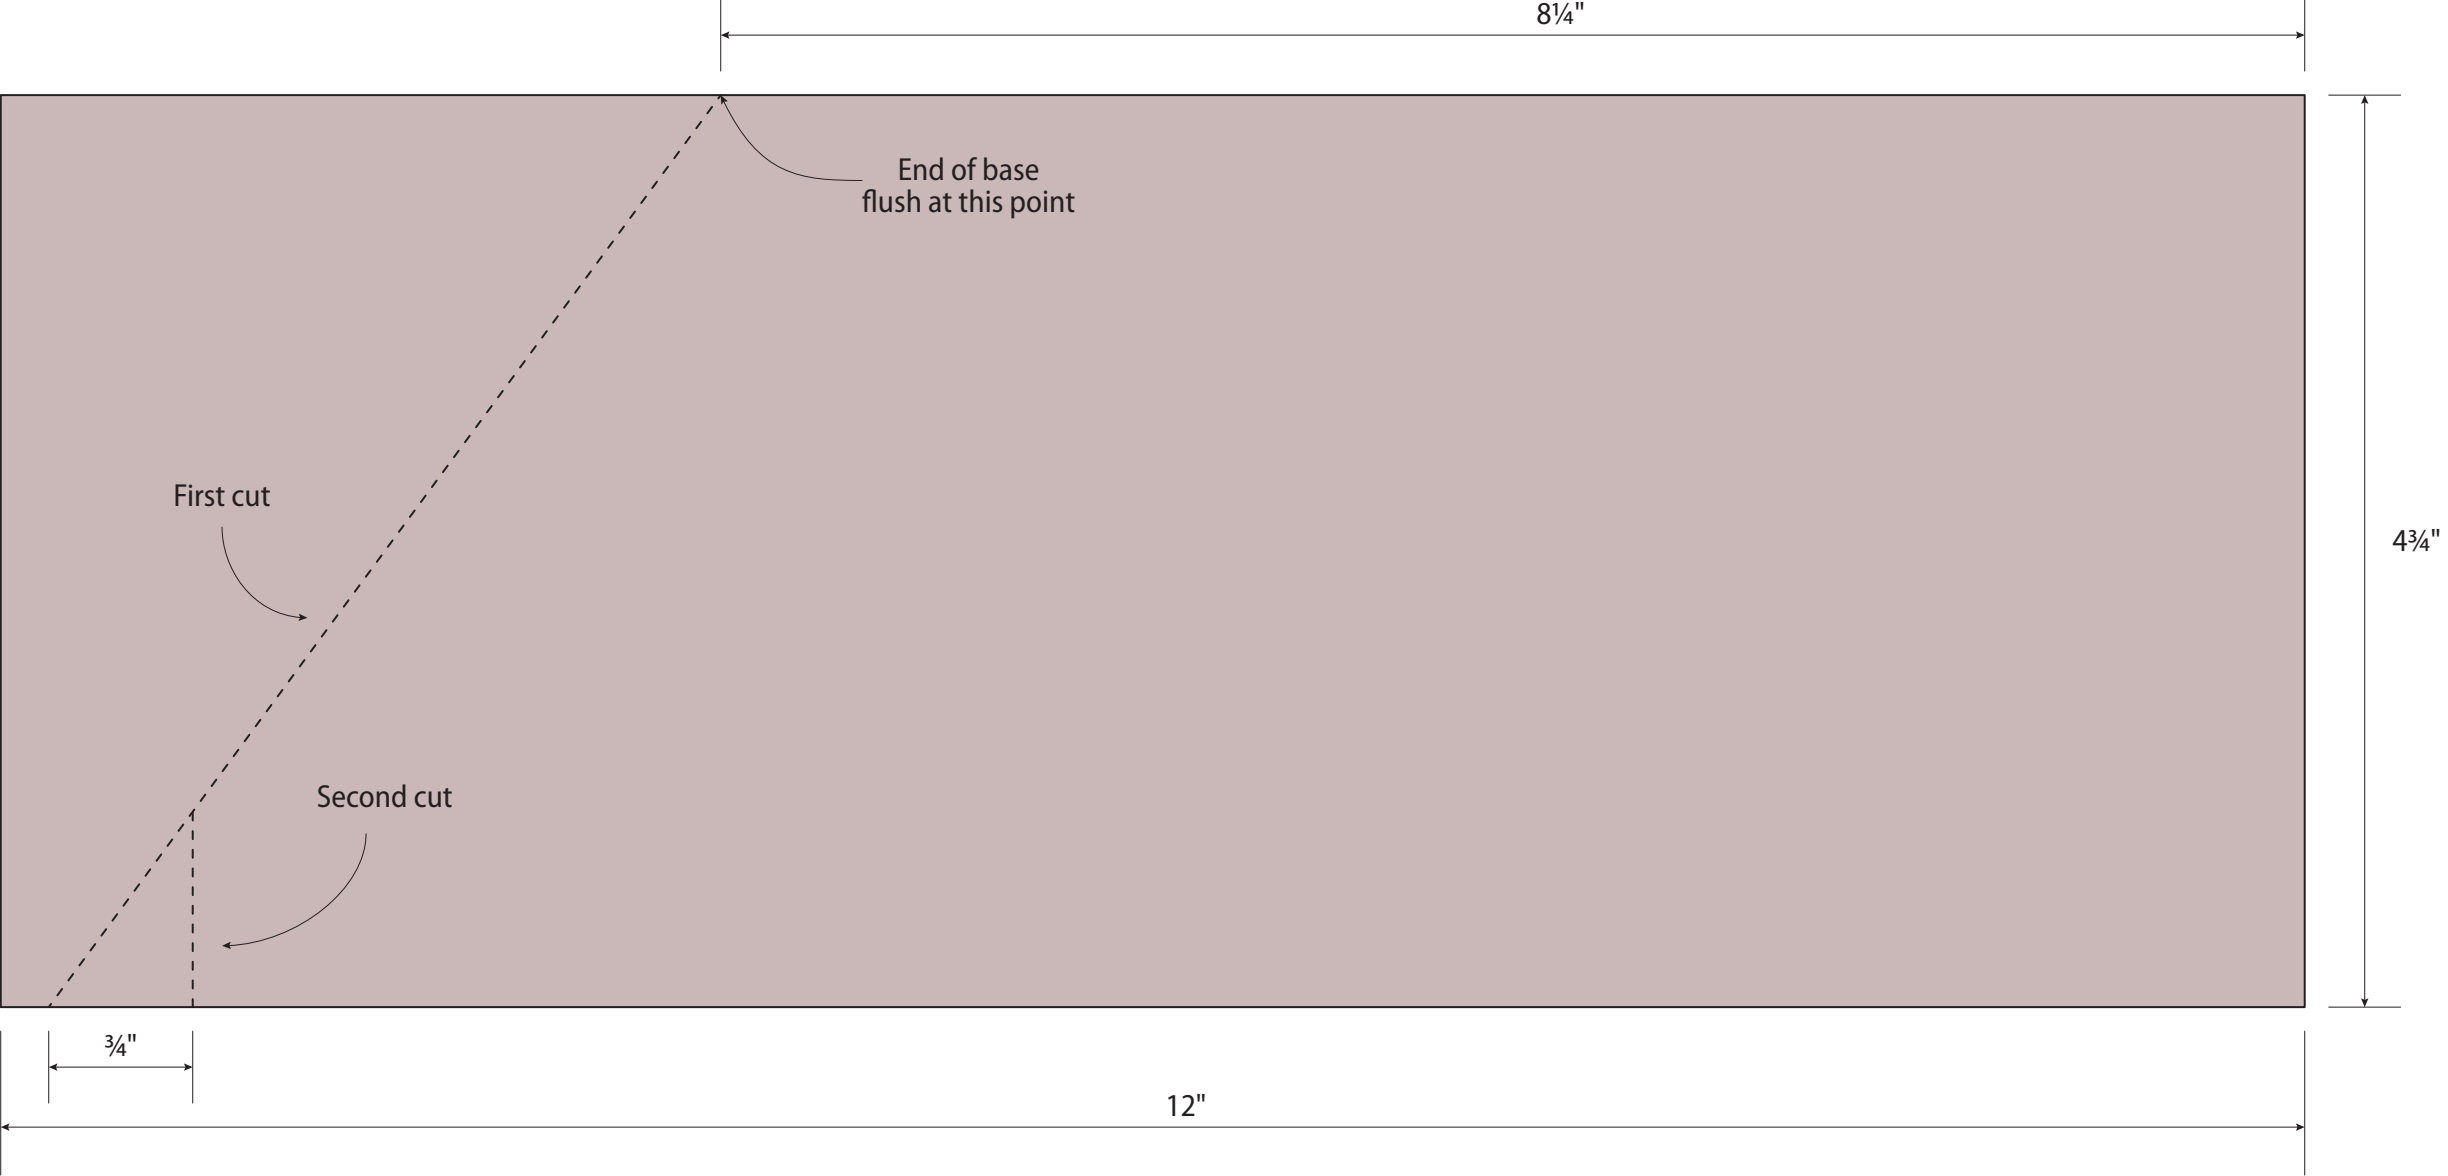 8¼"
End of base
flush at this point
First cut
4¾"
Second cut
¾"
12"